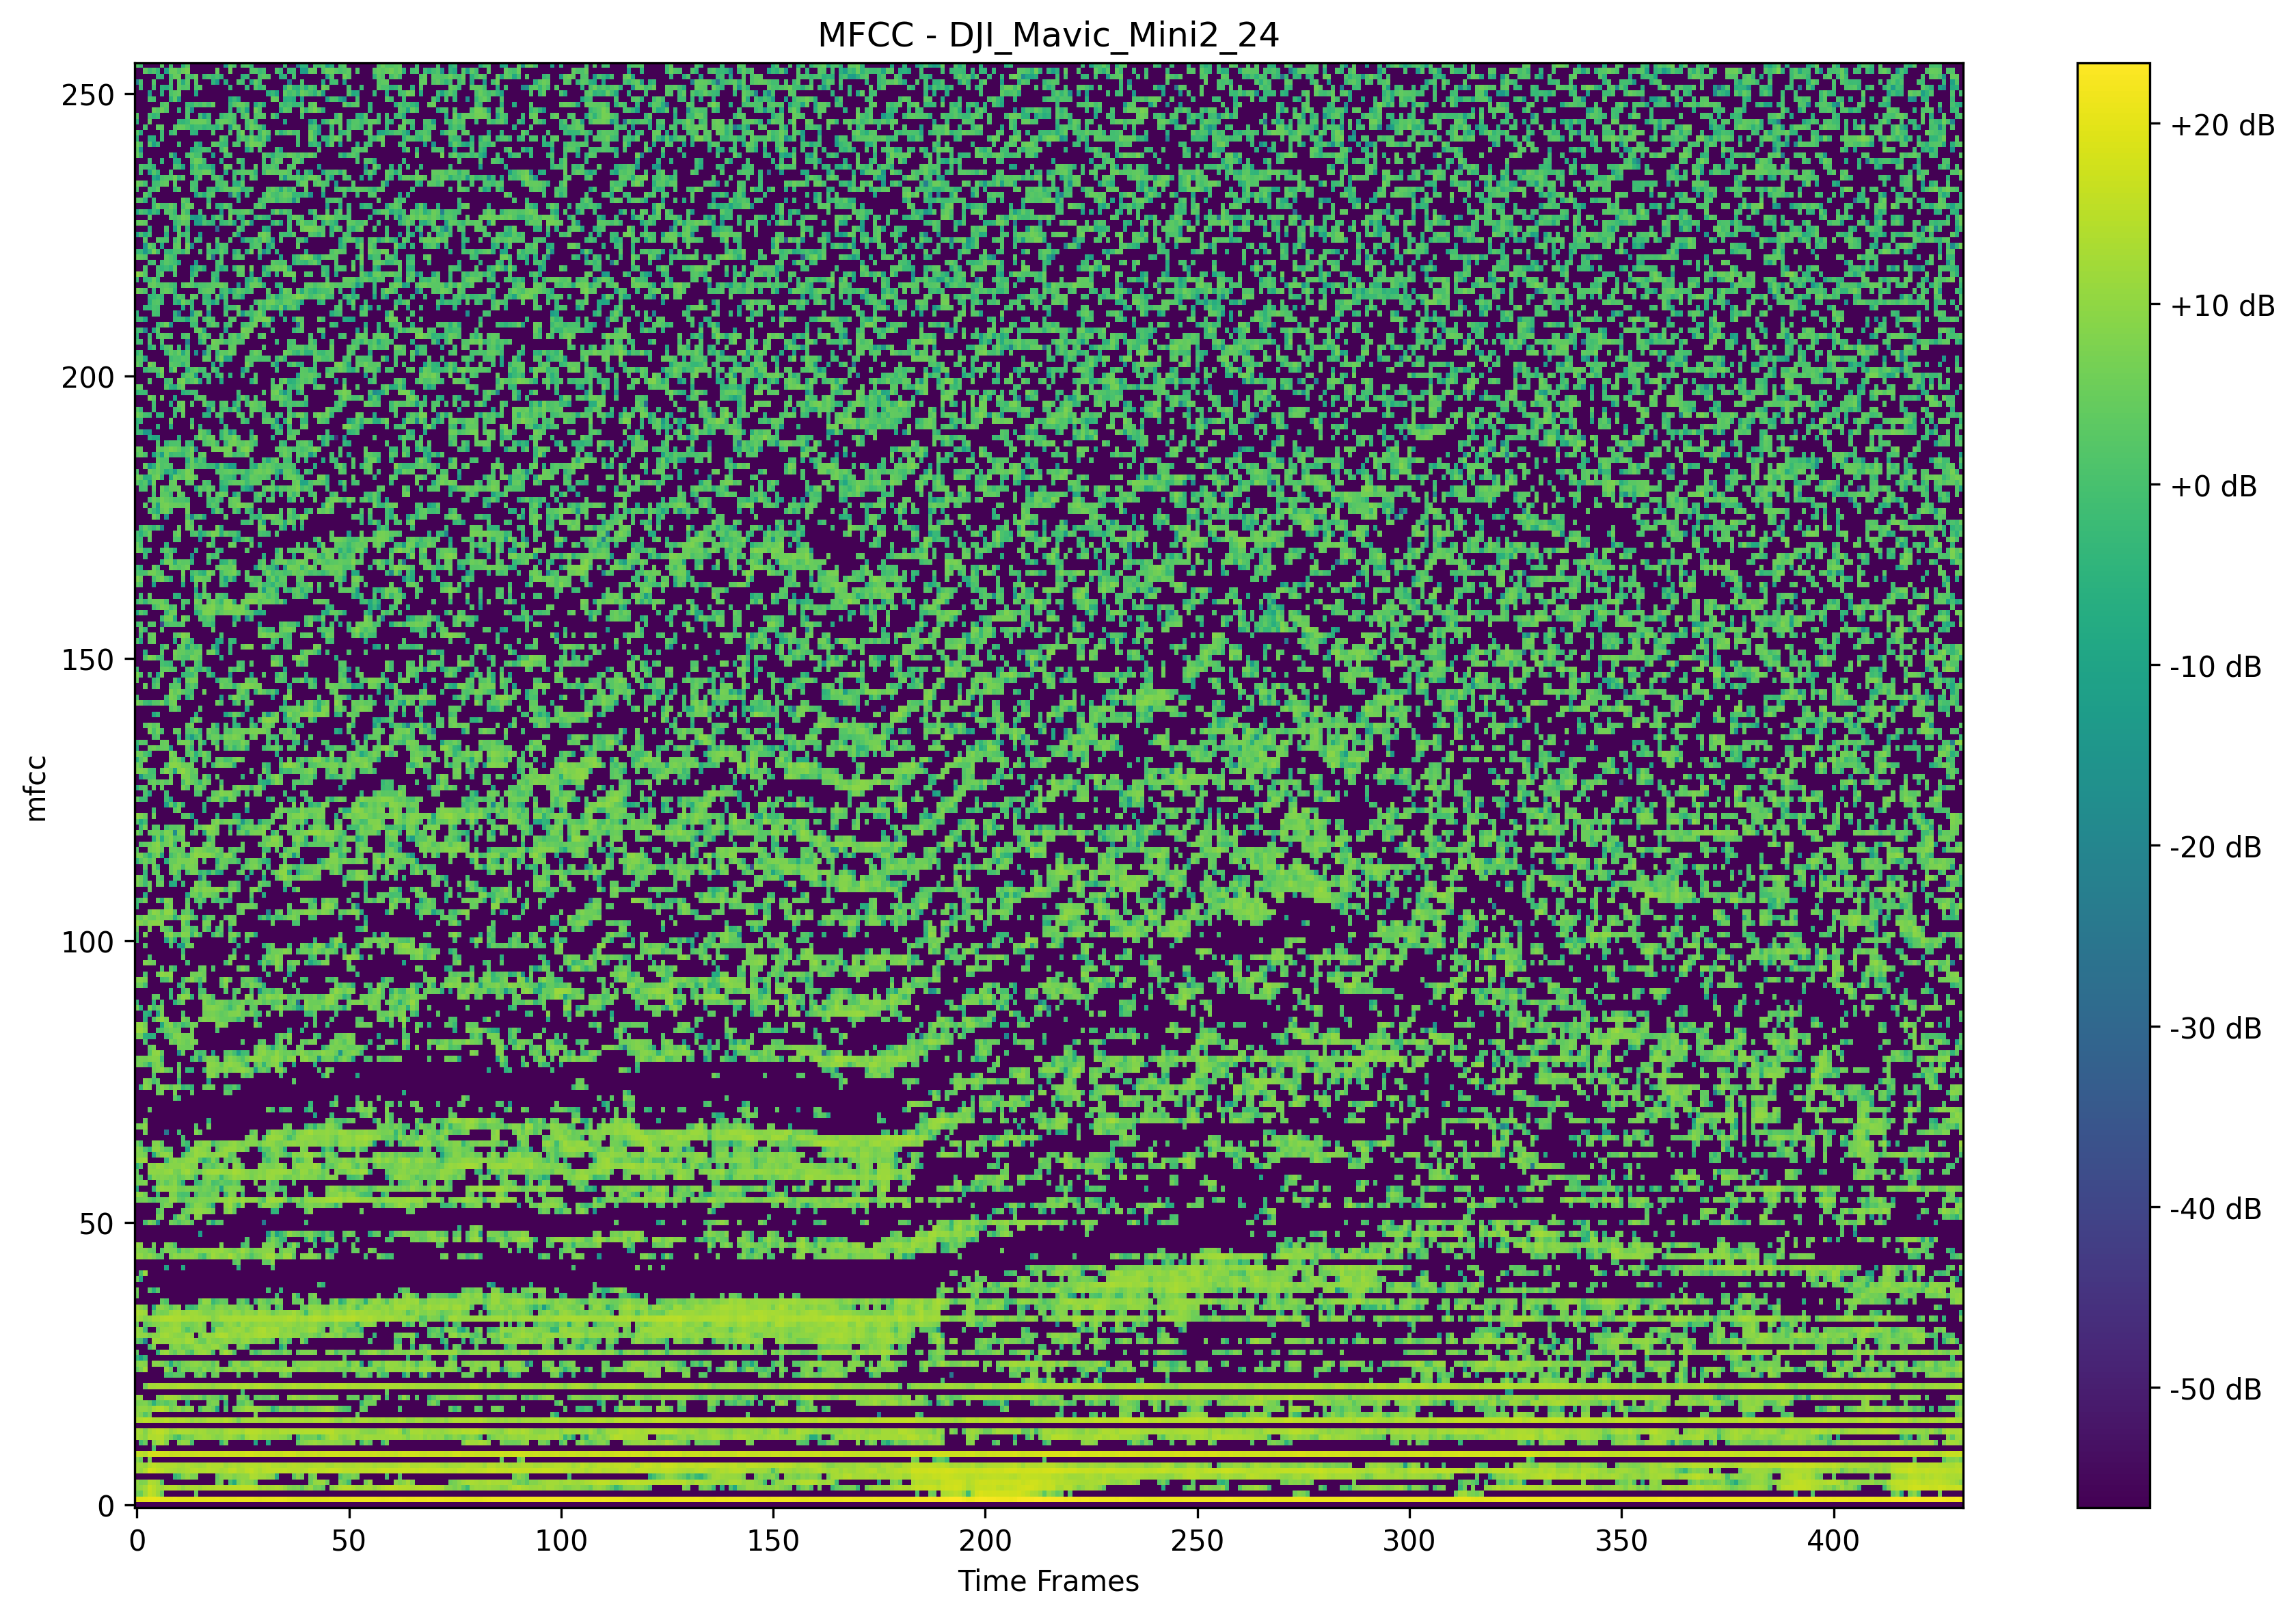 MFCC - DJI_Mavic_Mini2_24
250
200
150
100
50
0
mfcc
0 50 100 150 200 250 300 350 400
Time Frames
+20 dB
+10 dB
+0 dB
-10 dB
-20 dB
-30 dB
-40 dB
-50 dB